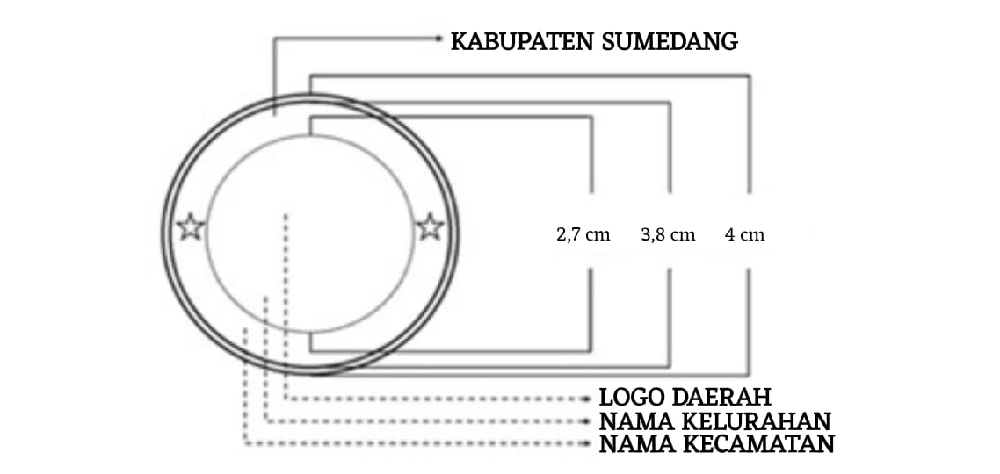 KABUPATEN SUMEDANG
2,7 cm 3,8 cm 4 cm
LOGO DAERAH
NAMA KELURAHAN
NAMA KECAMATAN